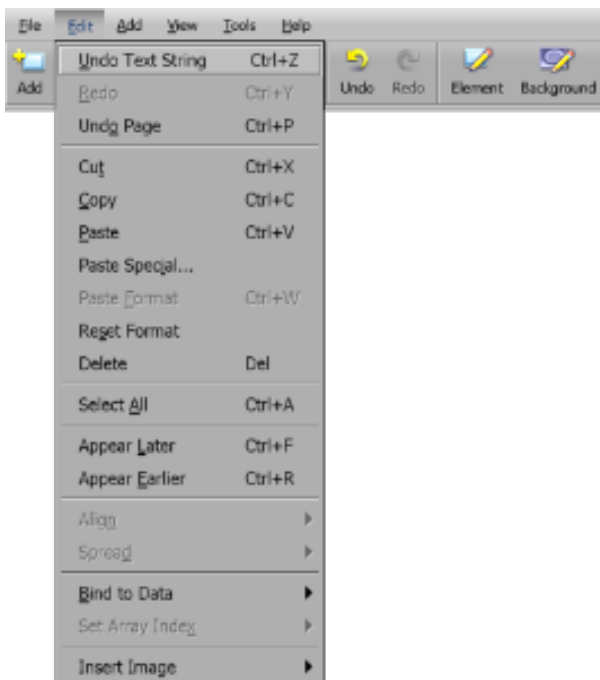 File Edit Add View Tools Help
Add Undo Redo Element Background
Undo Text String Ctrl+Z
Redo Ctrl+Y
Undo Page Ctrl+P
Cut Ctrl+X
Copy Ctrl+C
Paste Ctrl+V
Paste Special...
Paste Format Ctrl+W
Reset Format
Delete Del
Select All Ctrl+A
Appear Later Ctrl+F
Appear Earlier Ctrl+R
Align
Spread
Bind to Data
Set Array Index
Insert Image